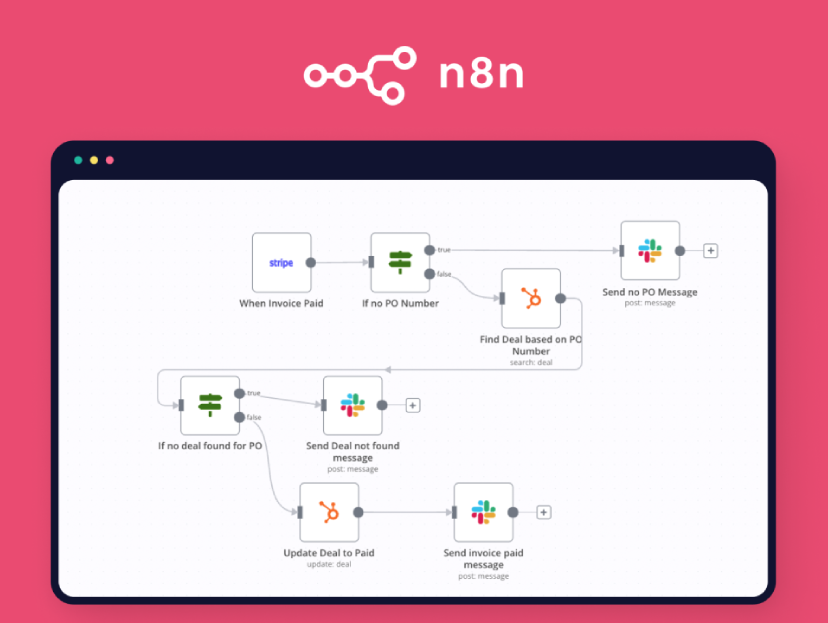 n8n
stripe
true
false
When Invoice Paid
If no PO Number
Send no PO Message
post: message
Find Deal based on PO
Number
search: deal
true
false
If no deal found for PO
Send Deal not found
message
post: message
Update Deal to Paid
update: deal
Send invoice paid
message
post: message